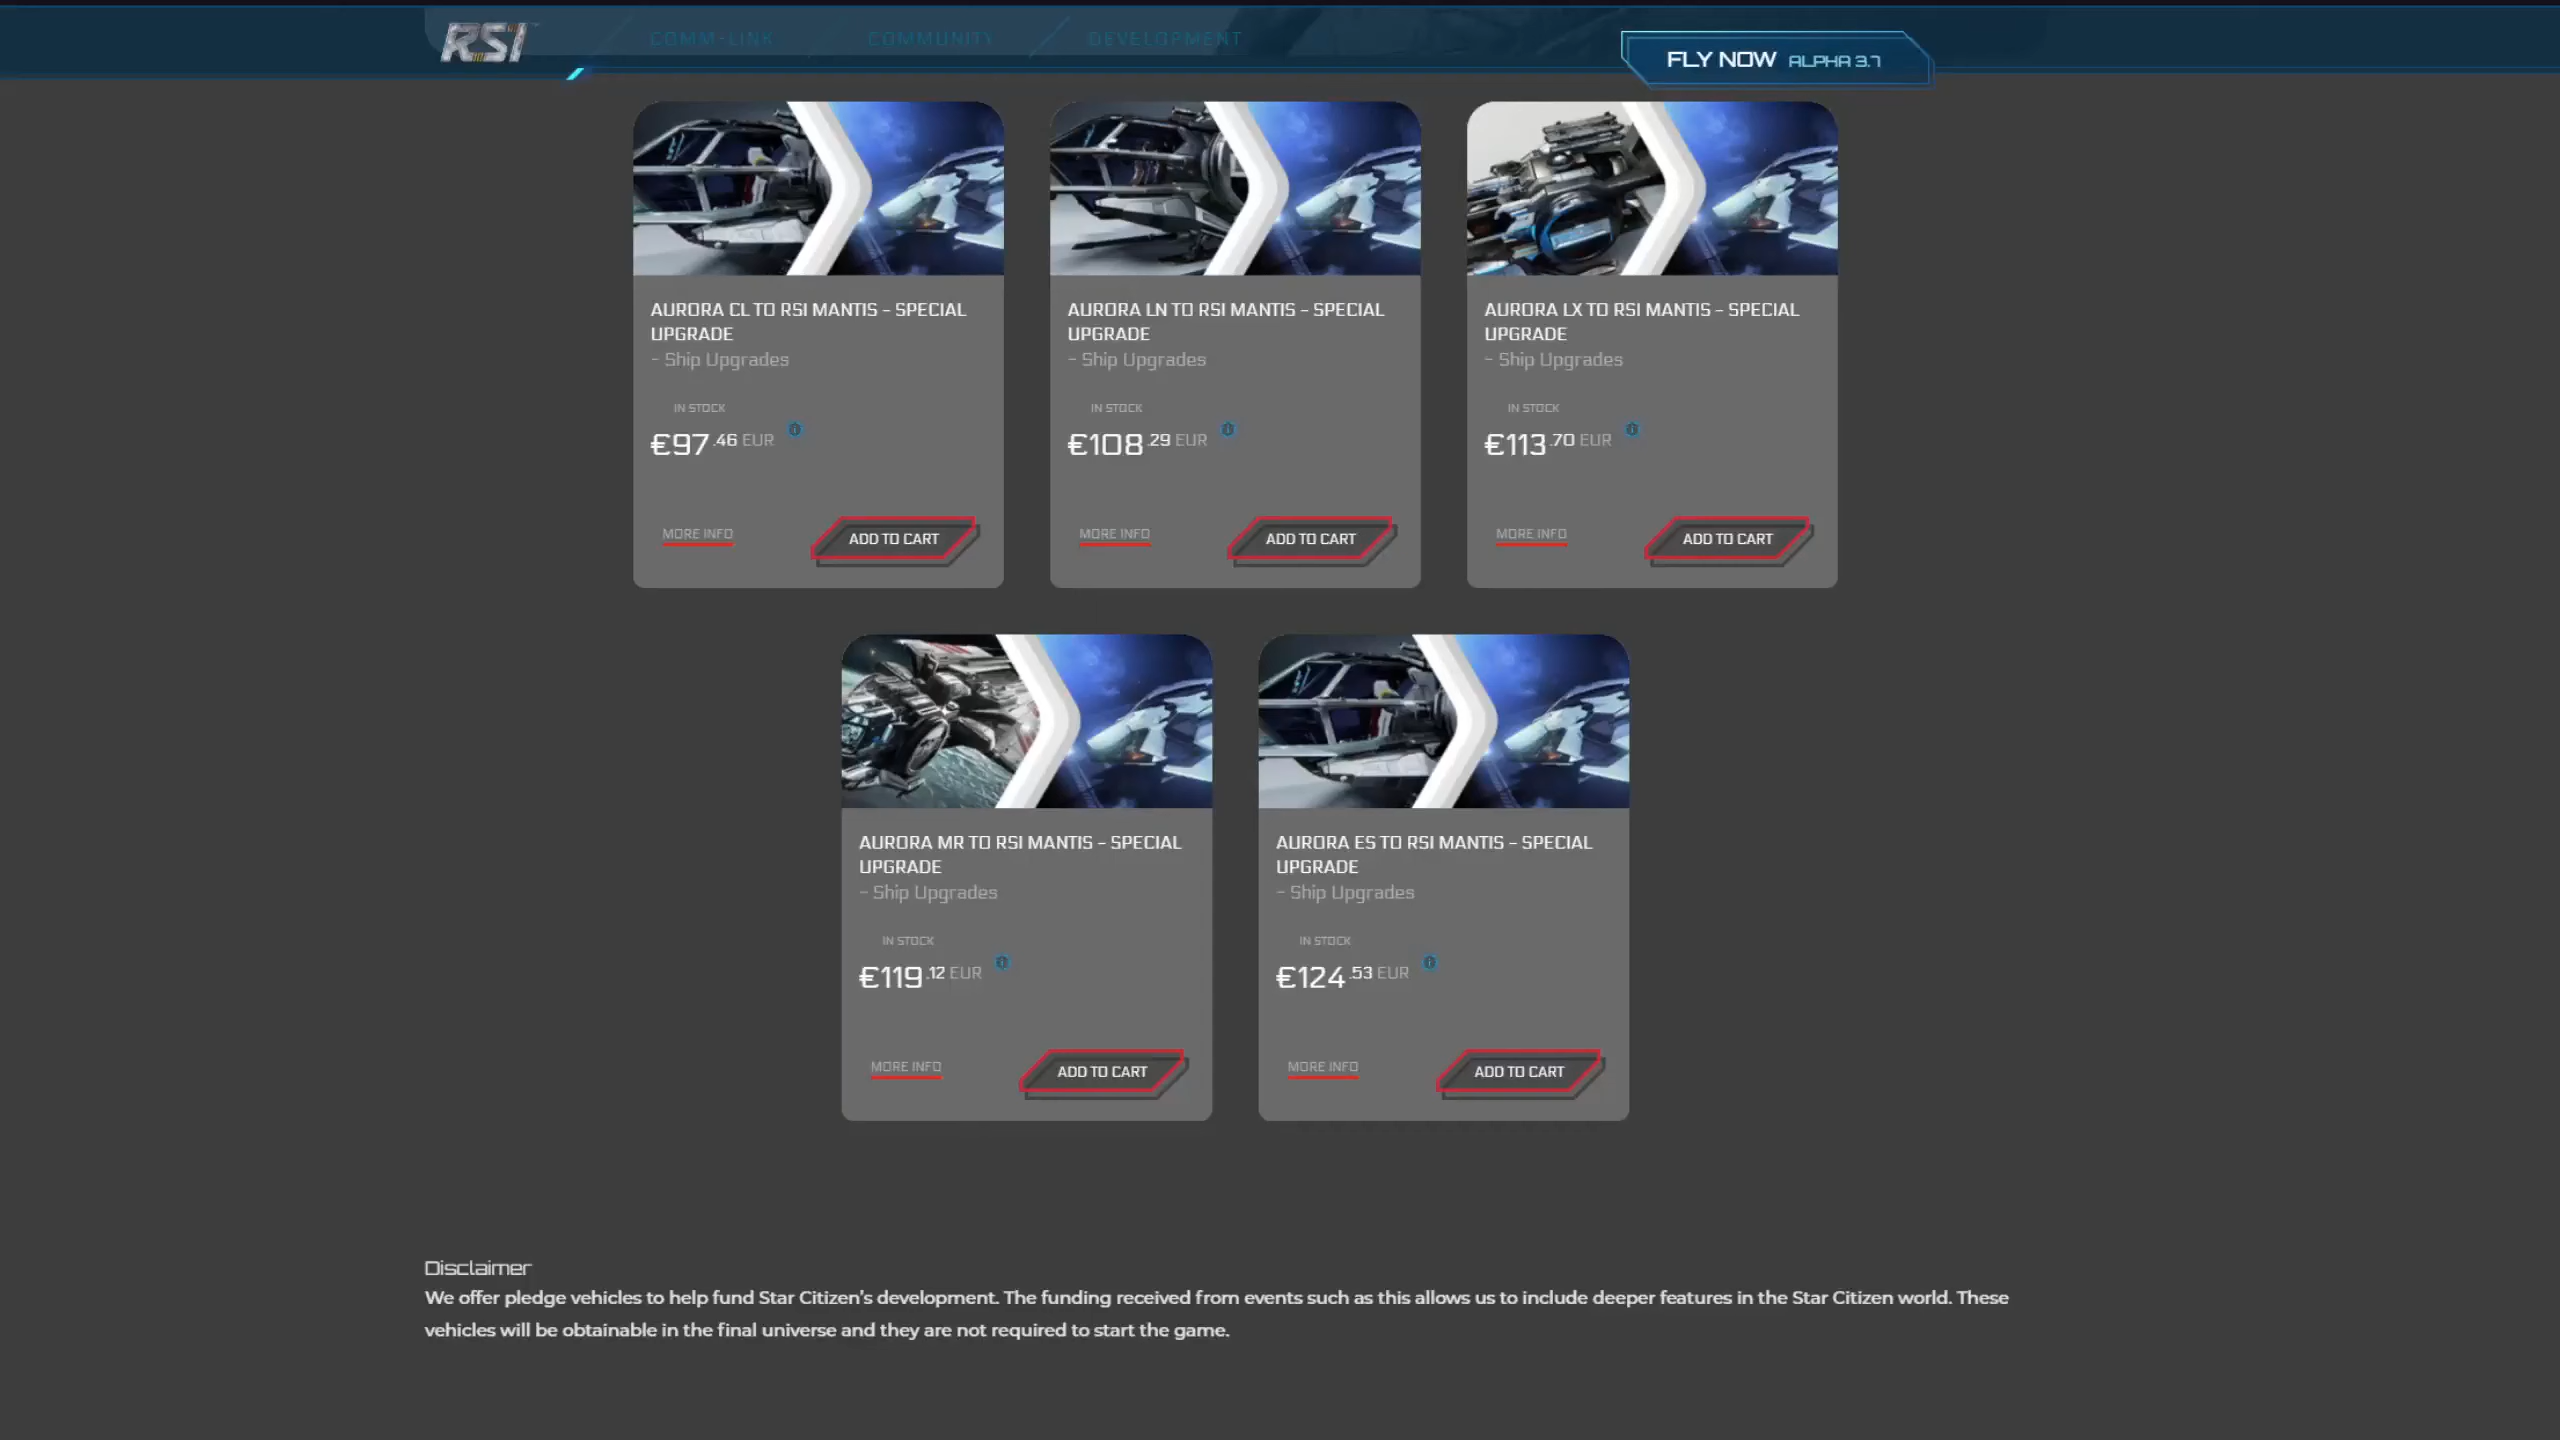 RSI
COMM-LINK
COMMUNITY
DEVELOPMENT
FLY NOW ALPHA 3.7
AURORA CL TO RSI MANTIS - SPECIAL
UPGRADE
- Ship Upgrades
IN STOCK
€97.46 EUR
MORE INFO
ADD TO CART
AURORA LN TO RSI MANTIS - SPECIAL
UPGRADE
- Ship Upgrades
IN STOCK
€108.29 EUR
MORE INFO
ADD TO CART
AURORA LX TO RSI MANTIS - SPECIAL
UPGRADE
- Ship Upgrades
IN STOCK
€113.70 EUR
MORE INFO
ADD TO CART
AURORA MR TO RSI MANTIS - SPECIAL
UPGRADE
- Ship Upgrades
IN STOCK
€119.12 EUR
MORE INFO
ADD TO CART
AURORA ES TO RSI MANTIS - SPECIAL
UPGRADE
- Ship Upgrades
IN STOCK
€124.53 EUR
MORE INFO
ADD TO CART
Disclaimer
We offer pledge vehicles to help fund Star Citizen's development. The funding received from events such as this allows us to include deeper features in the Star Citizen world. These
vehicles will be obtainable in the final universe and they are not required to start the game.